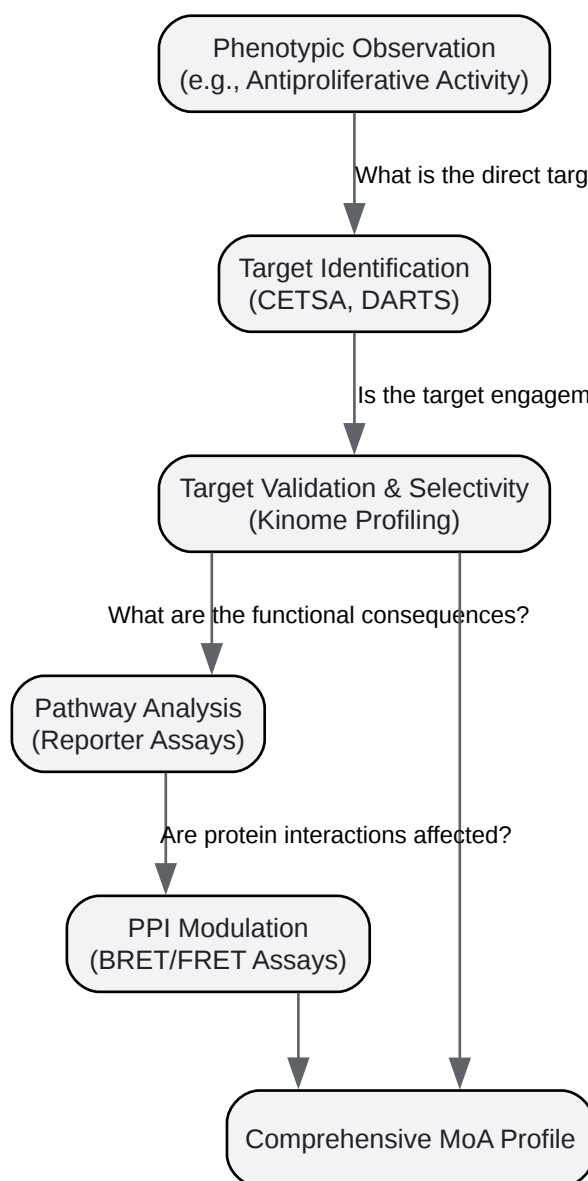 Phenotypic Observation
(e.g., Antiproliferative Activity)
What is the direct targ
Target Identification
(CETSA, DARTS)
Is the target engagem
Target Validation & Selectivity
(Kinome Profiling)
What are the functional consequences?
Pathway Analysis
(Reporter Assays)
Are protein interactions affected?
PPI Modulation
(BRET/FRET Assays)
Comprehensive MoA Profile